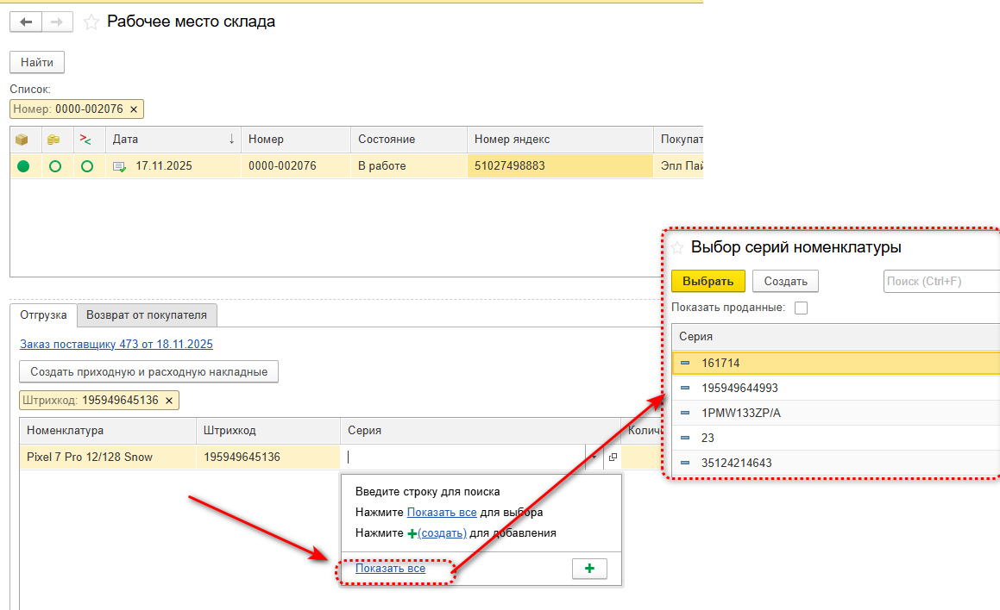 Рабочее место склада
Найти
Список:
Номер: 0000-002076 ×
Дата ↓ Номер Состояние Номер яндекс Покупат
17.11.2025 0000-002076 В работе 51027498883 Эпл Пай
Отгрузка Возврат от покупателя
Заказ поставщику 473 от 18.11.2025
Создать приходную и расходную накладные
Штрихкод: 195949645136 ×
Номенклатура Штрихкод Серия Количе
Pixel 7 Pro 12/128 Snow 195949645136
Введите строку для поиска
Нажмите Показать все для выбора
Нажмите +(создать) для добавления
Показать все +
Выбор серий номенклатуры
Выбрать Создать Поиск (Ctrl+F)
Показать проданные:
Серия
161714
195949644993
1PMW133ZP/A
23
35124214643